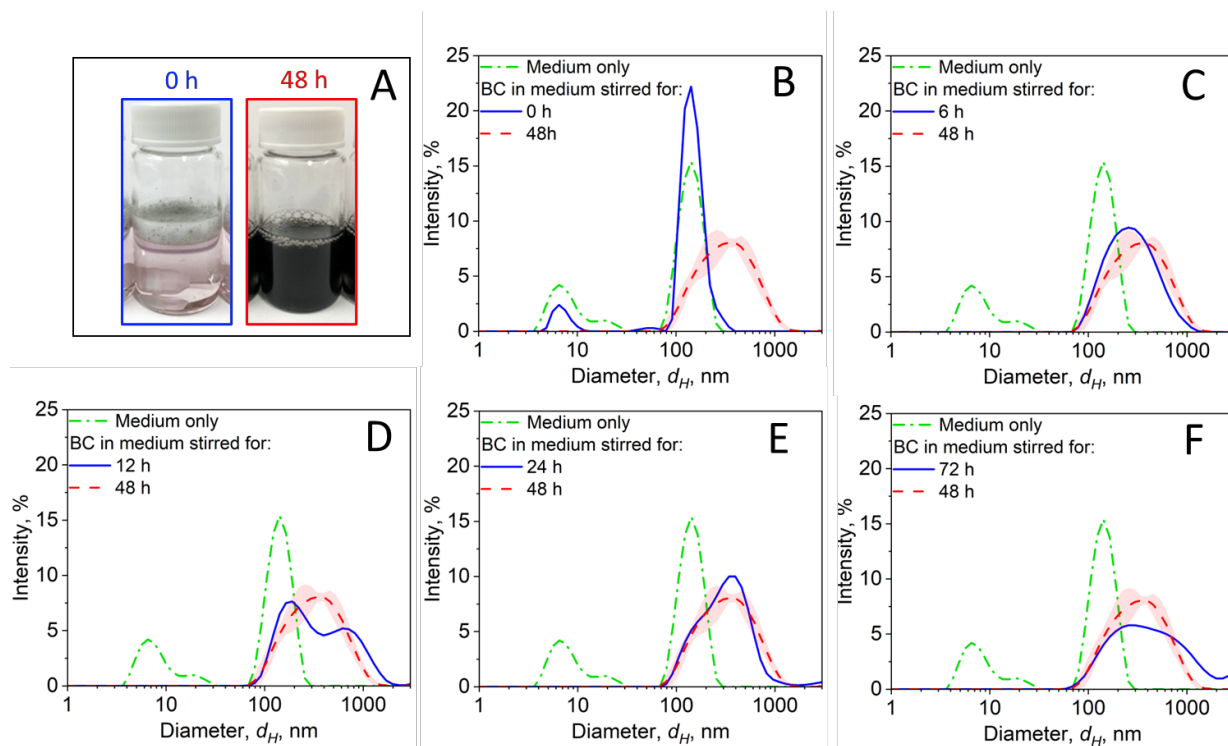 0 h
48 h
A
B
25
20
15
10
5
0
Intensity, %
Medium only
BC in medium stirred for:
0 h
48h
1
10
100
1000
Diameter, dH, nm
C
25
20
15
10
5
0
Intensity, %
Medium only
BC in medium stirred for:
6 h
48 h
1
10
100
1000
Diameter, dH, nm
D
25
20
15
10
5
0
Intensity, %
Medium only
BC in medium stirred for:
12 h
48 h
1
10
100
1000
Diameter, dH, nm
E
25
20
15
10
5
0
Intensity, %
Medium only
BC in medium stirred for:
24 h
48 h
1
10
100
1000
Diameter, dH, nm
F
25
20
15
10
5
0
Intensity, %
Medium only
BC in medium stirred for:
72 h
48 h
1
10
100
1000
Diameter, dH, nm